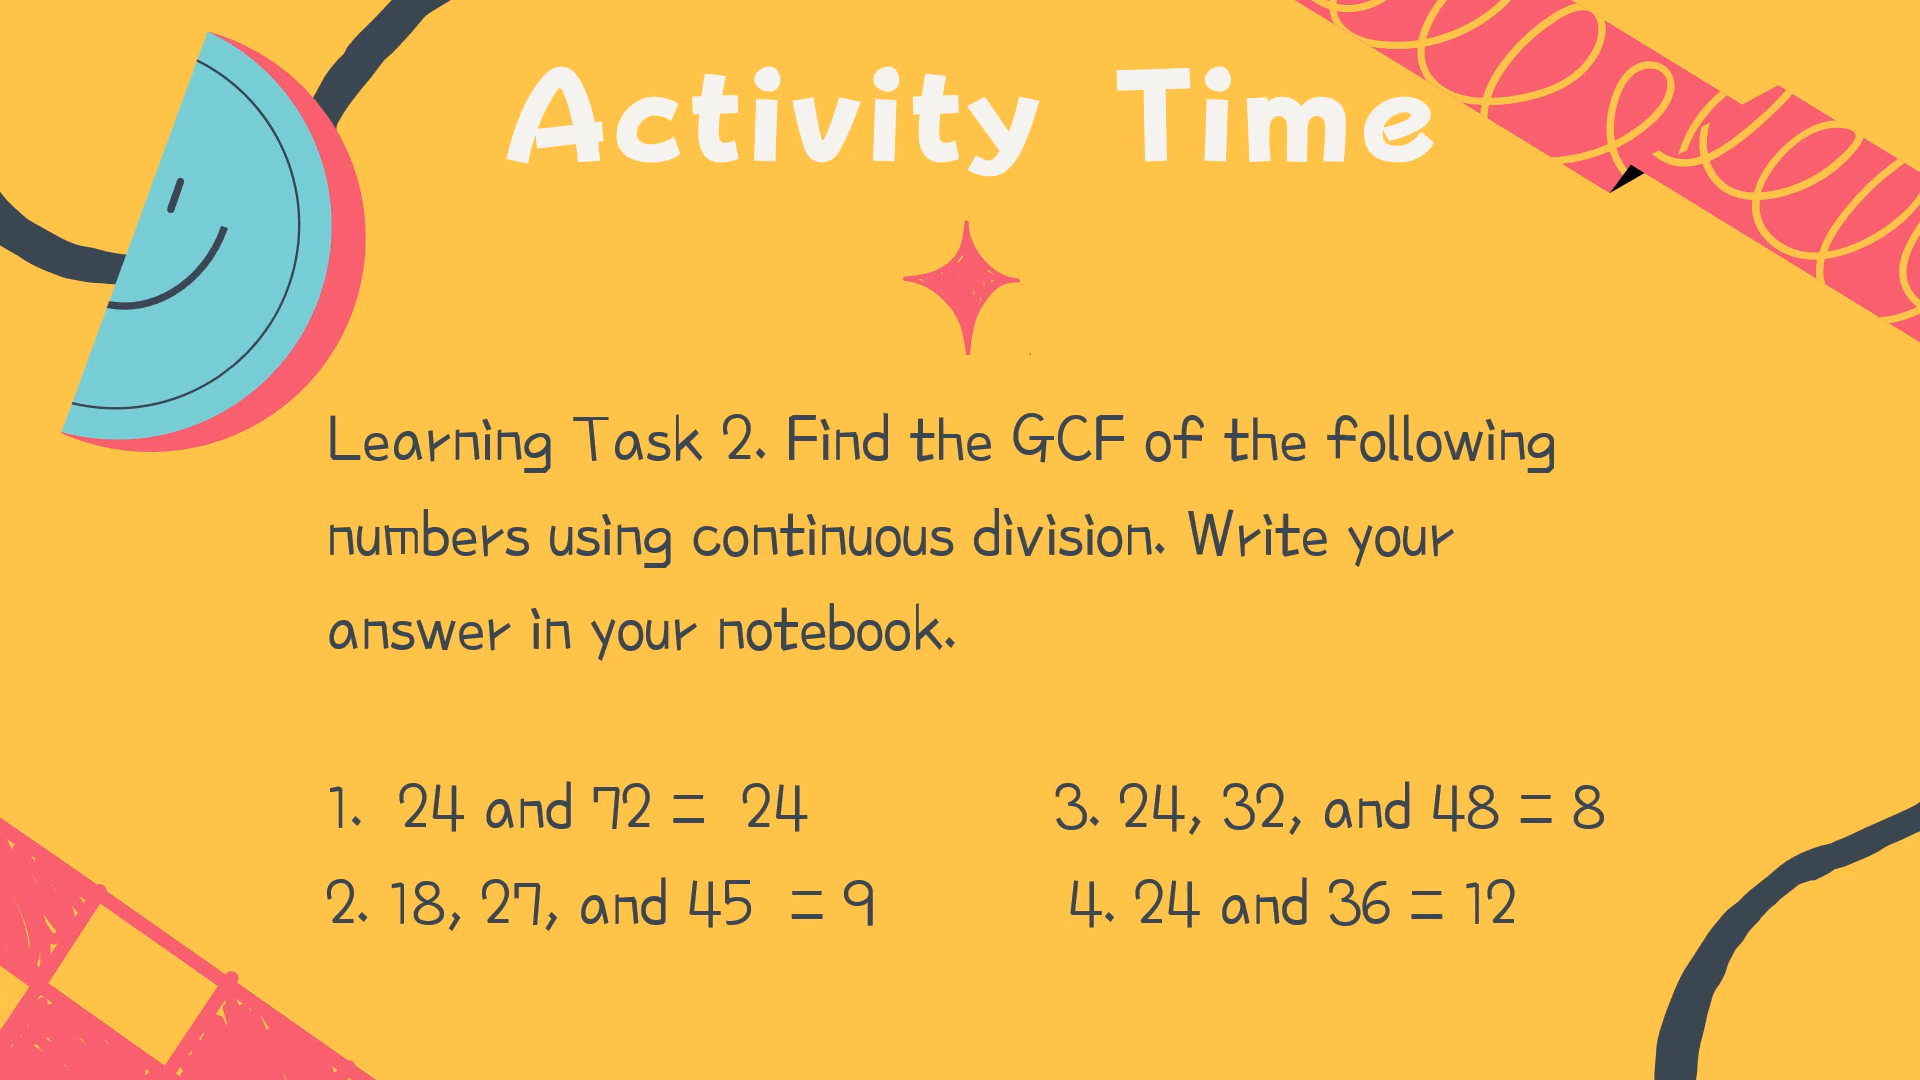 Activity Time
Learning Task 2. Find the GCF of the following
numbers using continuous division. Write your
answer in your notebook.
1. 24 and 72 = 24
2. 18, 27, and 45 = 9
3. 24, 32, and 48 = 8
4. 24 and 36 = 12